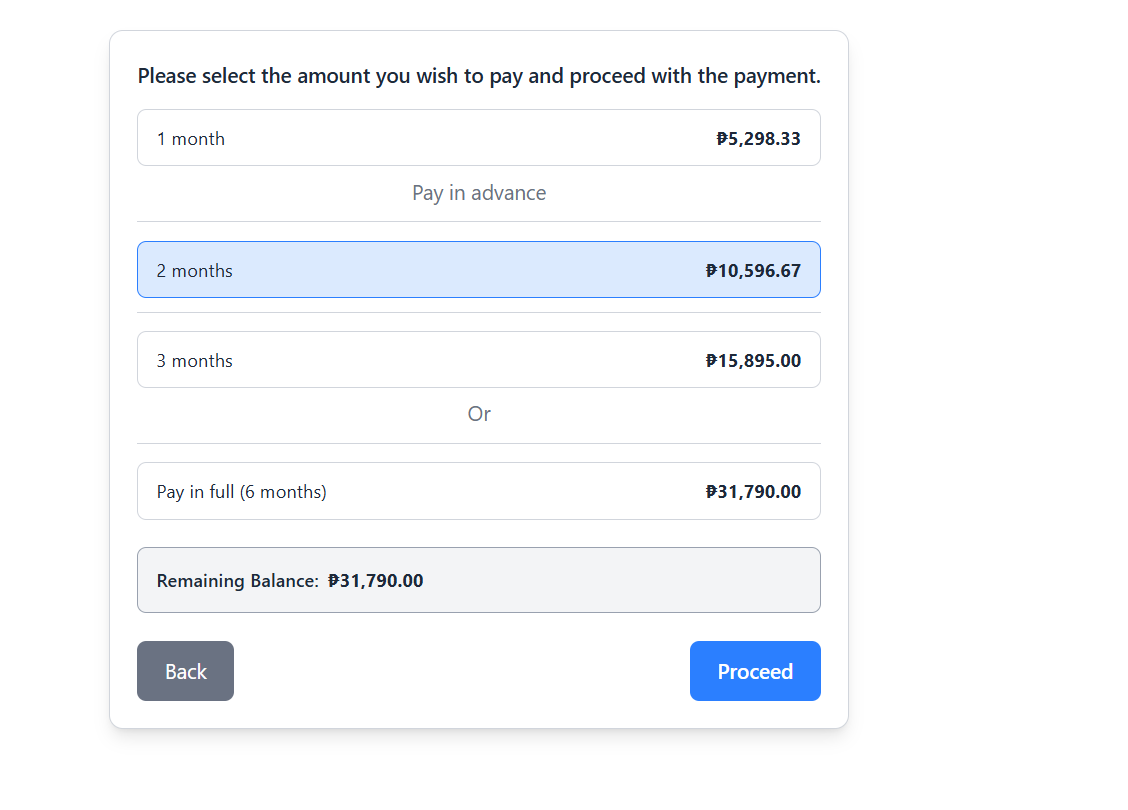 Please select the amount you wish to pay and proceed with the payment.
1 month ₱5,298.33
Pay in advance
2 months ₱10,596.67
3 months ₱15,895.00
Or
Pay in full (6 months) ₱31,790.00
Remaining Balance: ₱31,790.00
Back Proceed